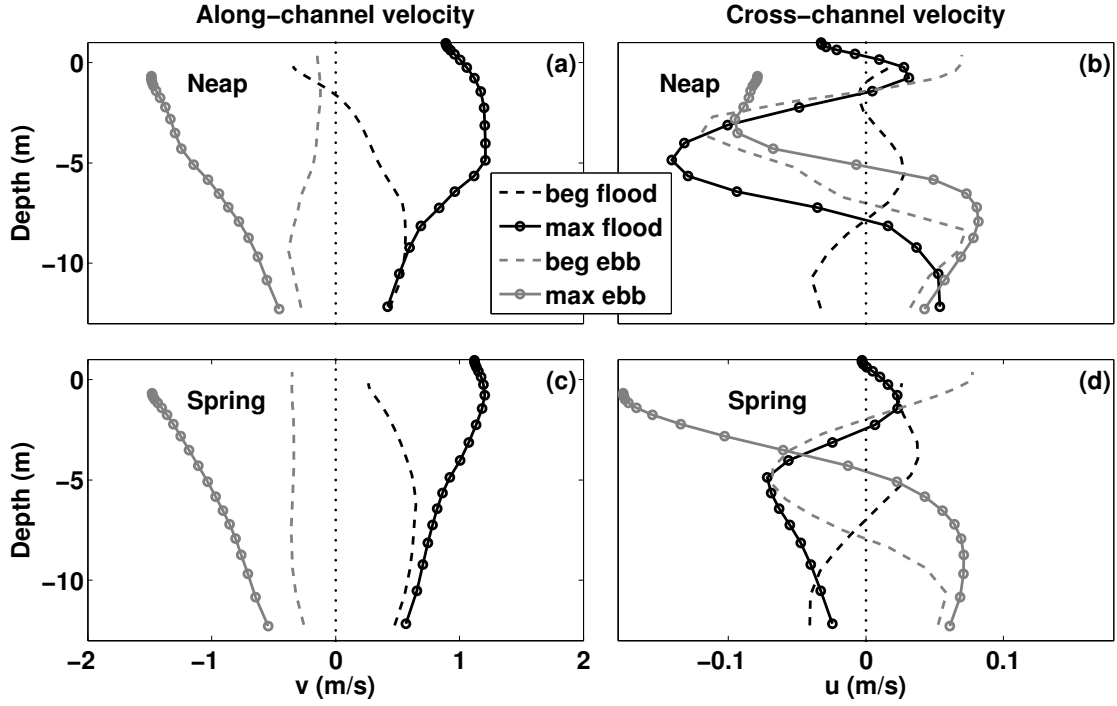 Along−channel velocity
Cross−channel velocity
0
−5
−10
Depth (m)
Neap
(a)
Neap
(b)
beg flood
max flood
beg ebb
max ebb
0
−5
−10
Depth (m)
Spring
(c)
Spring
(d)
−2
−1
0
1
2
v (m/s)
−0.1
0
0.1
u (m/s)